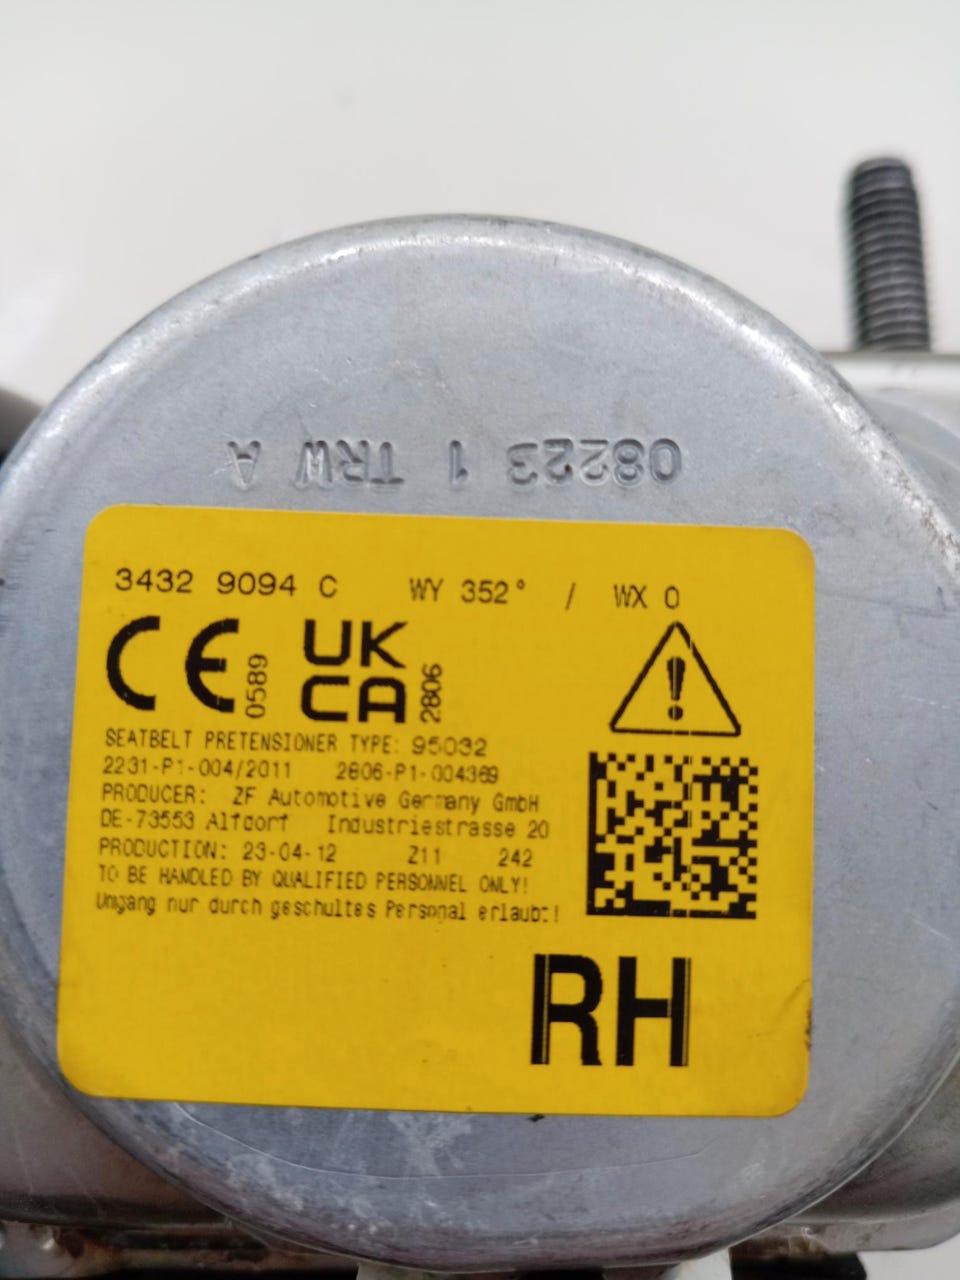 08223 1 TRW A
3432 9094 C WY 352° / WX 0
CE 0589 UK CA 2806
SEATBELT PRETENSIONER TYPE: 95032
2231-P1-004/2011 2806-P1-004369
PRODUCER: ZF Automotive Germany GmbH
DE-73553 Alfdorf Industriestrasse 20
PRODUCTION: 23-04-12 Z11 242
TO BE HANDLED BY QUALIFIED PERSONNEL ONLY!
Umgang nur durch geschultes Personal erlaubt!
RH